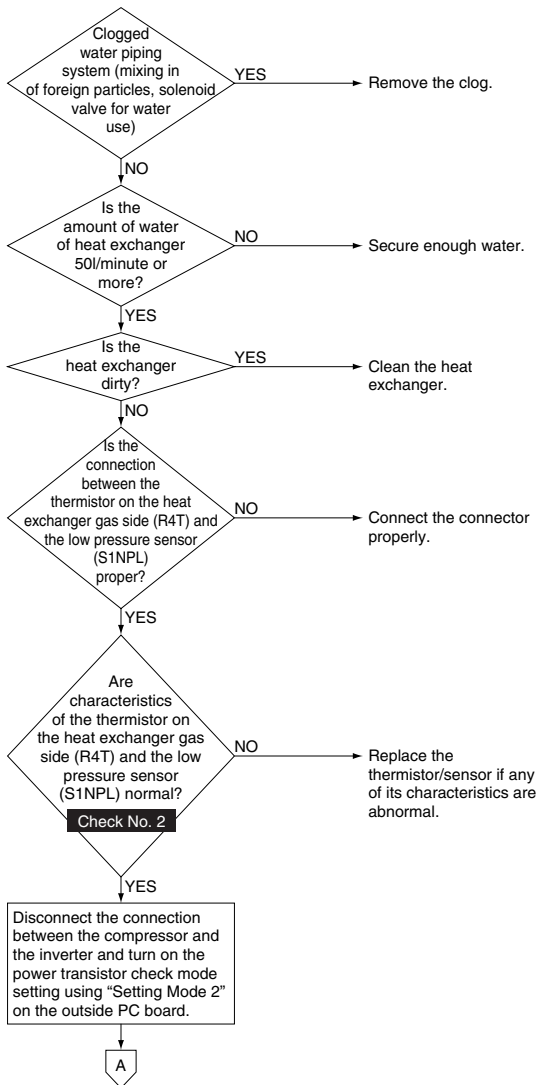 Clogged
water piping
system (mixing in
of foreign particles, solenoid
valve for water
use)
YES
Remove the clog.
NO
Is the
amount of water
of heat exchanger
50l/minute or
more?
NO
Secure enough water.
YES
Is the
heat exchanger
dirty?
YES
Clean the heat
exchanger.
NO
Is the
connection
between the
thermistor on the heat
exchanger gas side (R4T) and
the low pressure sensor
(S1NPL)
proper?
NO
Connect the connector
properly.
YES
Are
characteristics
of the thermistor on
the heat exchanger gas
side (R4T) and the low
pressure sensor
(S1NPL) normal?
Check No. 2
NO
Replace the
thermistor/sensor if any
of its characteristics are
abnormal.
YES
Disconnect the connection
between the compressor and
the inverter and turn on the
power transistor check mode
setting using “Setting Mode 2”
on the outside PC board.
A